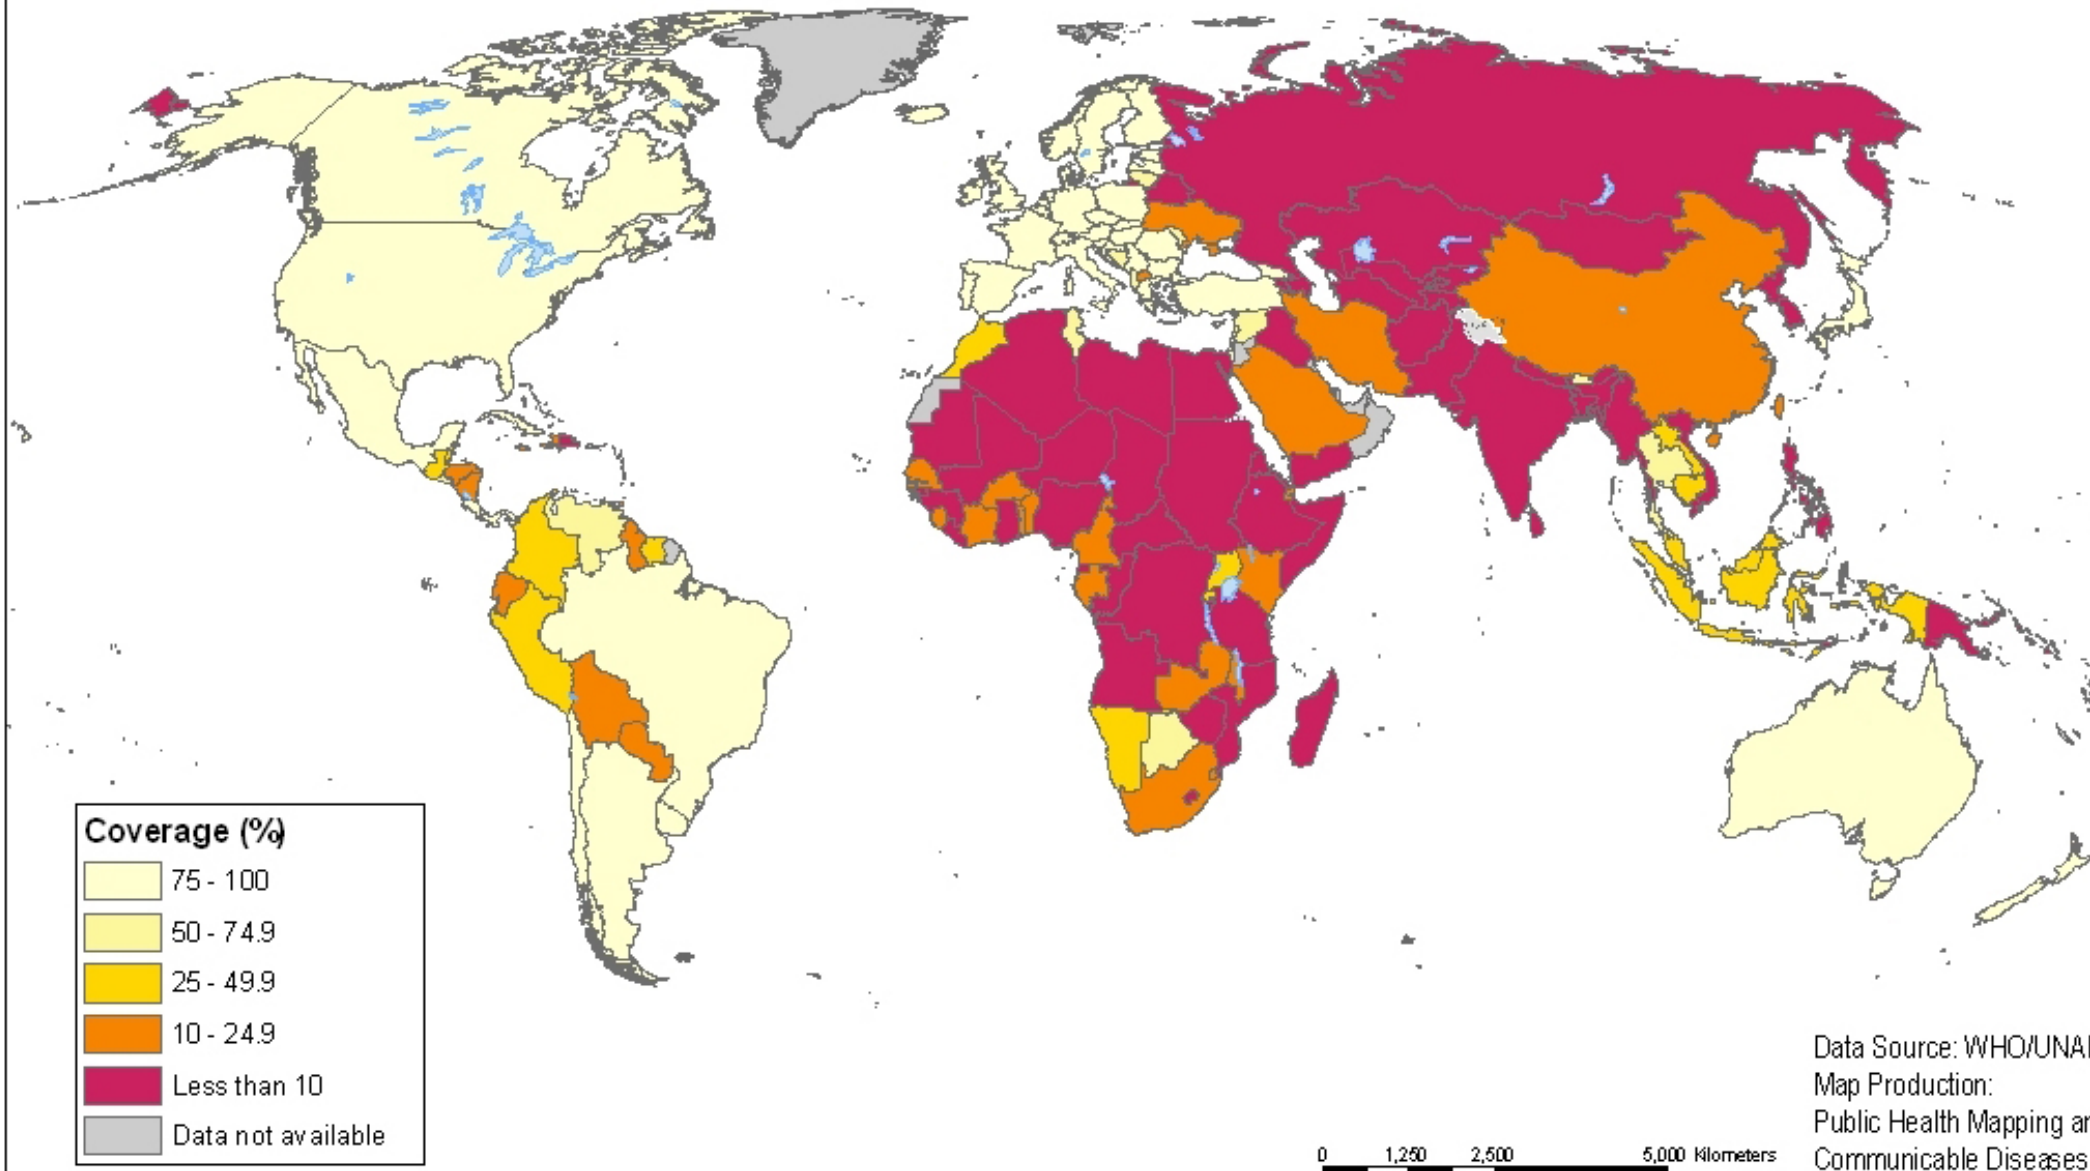 Coverage (%)
75 - 100
50 - 74.9
25 - 49.9
10 - 24.9
Less than 10
Data not available
0 1,250 2,500 5,000 Kilometers
Data Source: WHO/UNAI
Map Production:
Public Health Mapping
Communicable Diseases